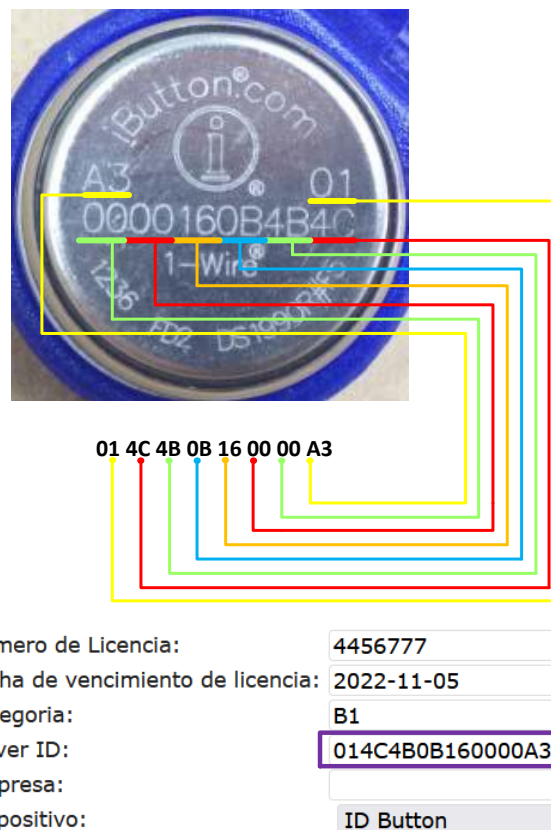 iButton.com®
i®
A3 01
0000160B4B4C
1-Wire®
1236 FD2
01 4C 4B 0B 16 00 00 A3
mero de Licencia: 4456777
ha de vencimiento de licencia: 2022-11-05
egoria: B1
ver ID: 014C4B0B160000A3
presa:
positivo: ID Button